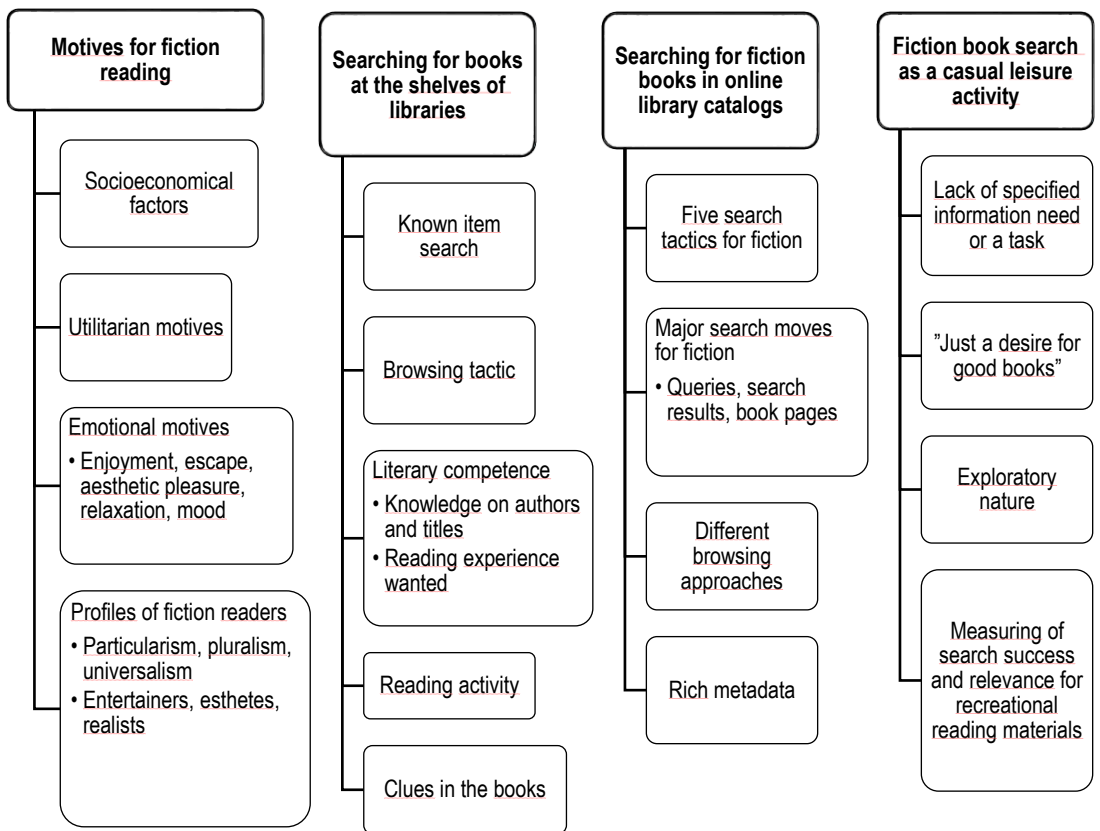 Motives for fiction
reading
Socioeconomical
factors
Utilitarian motives
Emotional motives
• Enjoyment, escape,
aesthetic pleasure,
relaxation, mood
Profiles of fiction readers
• Particularism, pluralism,
universalism
• Entertainers, esthetes,
realists
Searching for books
at the shelves of
libraries
Known item
search
Browsing tactic
Literary competence
• Knowledge on authors
and titles
• Reading experience
wanted
Reading activity
Clues in the books
Searching for fiction
books in online
library catalogs
Five search
tactics for fiction
Major search moves
for fiction
• Queries, search
results, book pages
Different
browsing
approaches
Rich metadata
Fiction book search
as a casual leisure
activity
Lack of specified
information need
or a task
”Just a desire for
good books”
Exploratory
nature
Measuring of
search success
and relevance for
recreational
reading materials